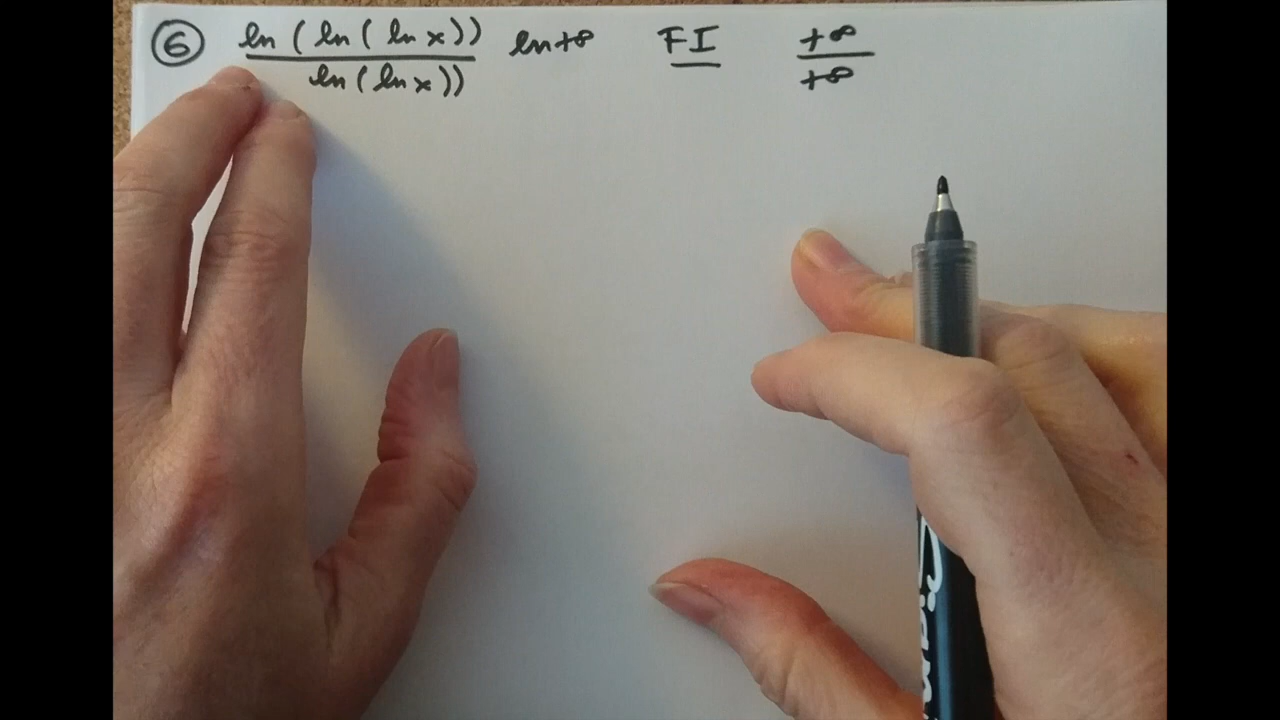 ⑥ ln(ln(ln x)) / ln(ln x)) en +∞ FI +∞ / +∞